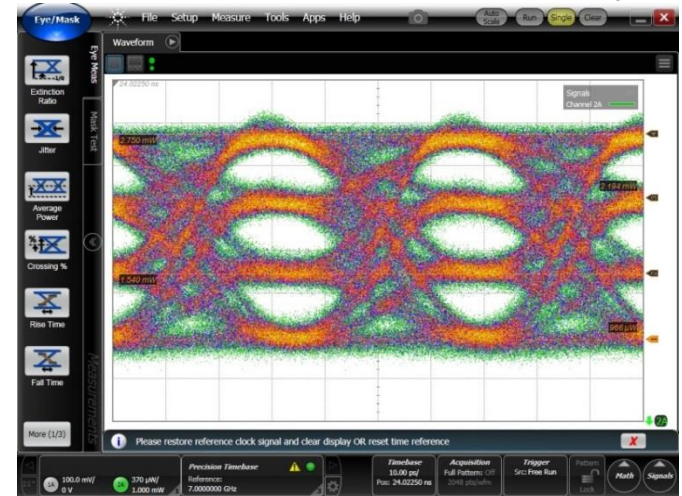 Eye/Mask
File Setup Measure Tools Apps Help
Auto Scale
Run
Single
Clear
Waveform
Eye Meas
Mask Test
Extinction Ratio
Jitter
Average Power
Crossing %
Rise Time
Fall Time
More (1/3)
Measurements
24.02250 ns
Signals
Channel 2A
2.750 mW
2.194 mW
1.540 mW
966 µW
2A
Please restore reference clock signal and clear display OR reset time reference
1A 100.0 mV/
0 V
2A 370 µW/
1.000 mW
Precision Timebase
Reference:
7.0000000 GHz
Timebase
10.00 ps/
Pos: 24.02250 ns
Acquisition
Full Pattern: Off
2048 pts/wfm
Trigger
Src: Free Run
Pattern
Lock
Math
Signals